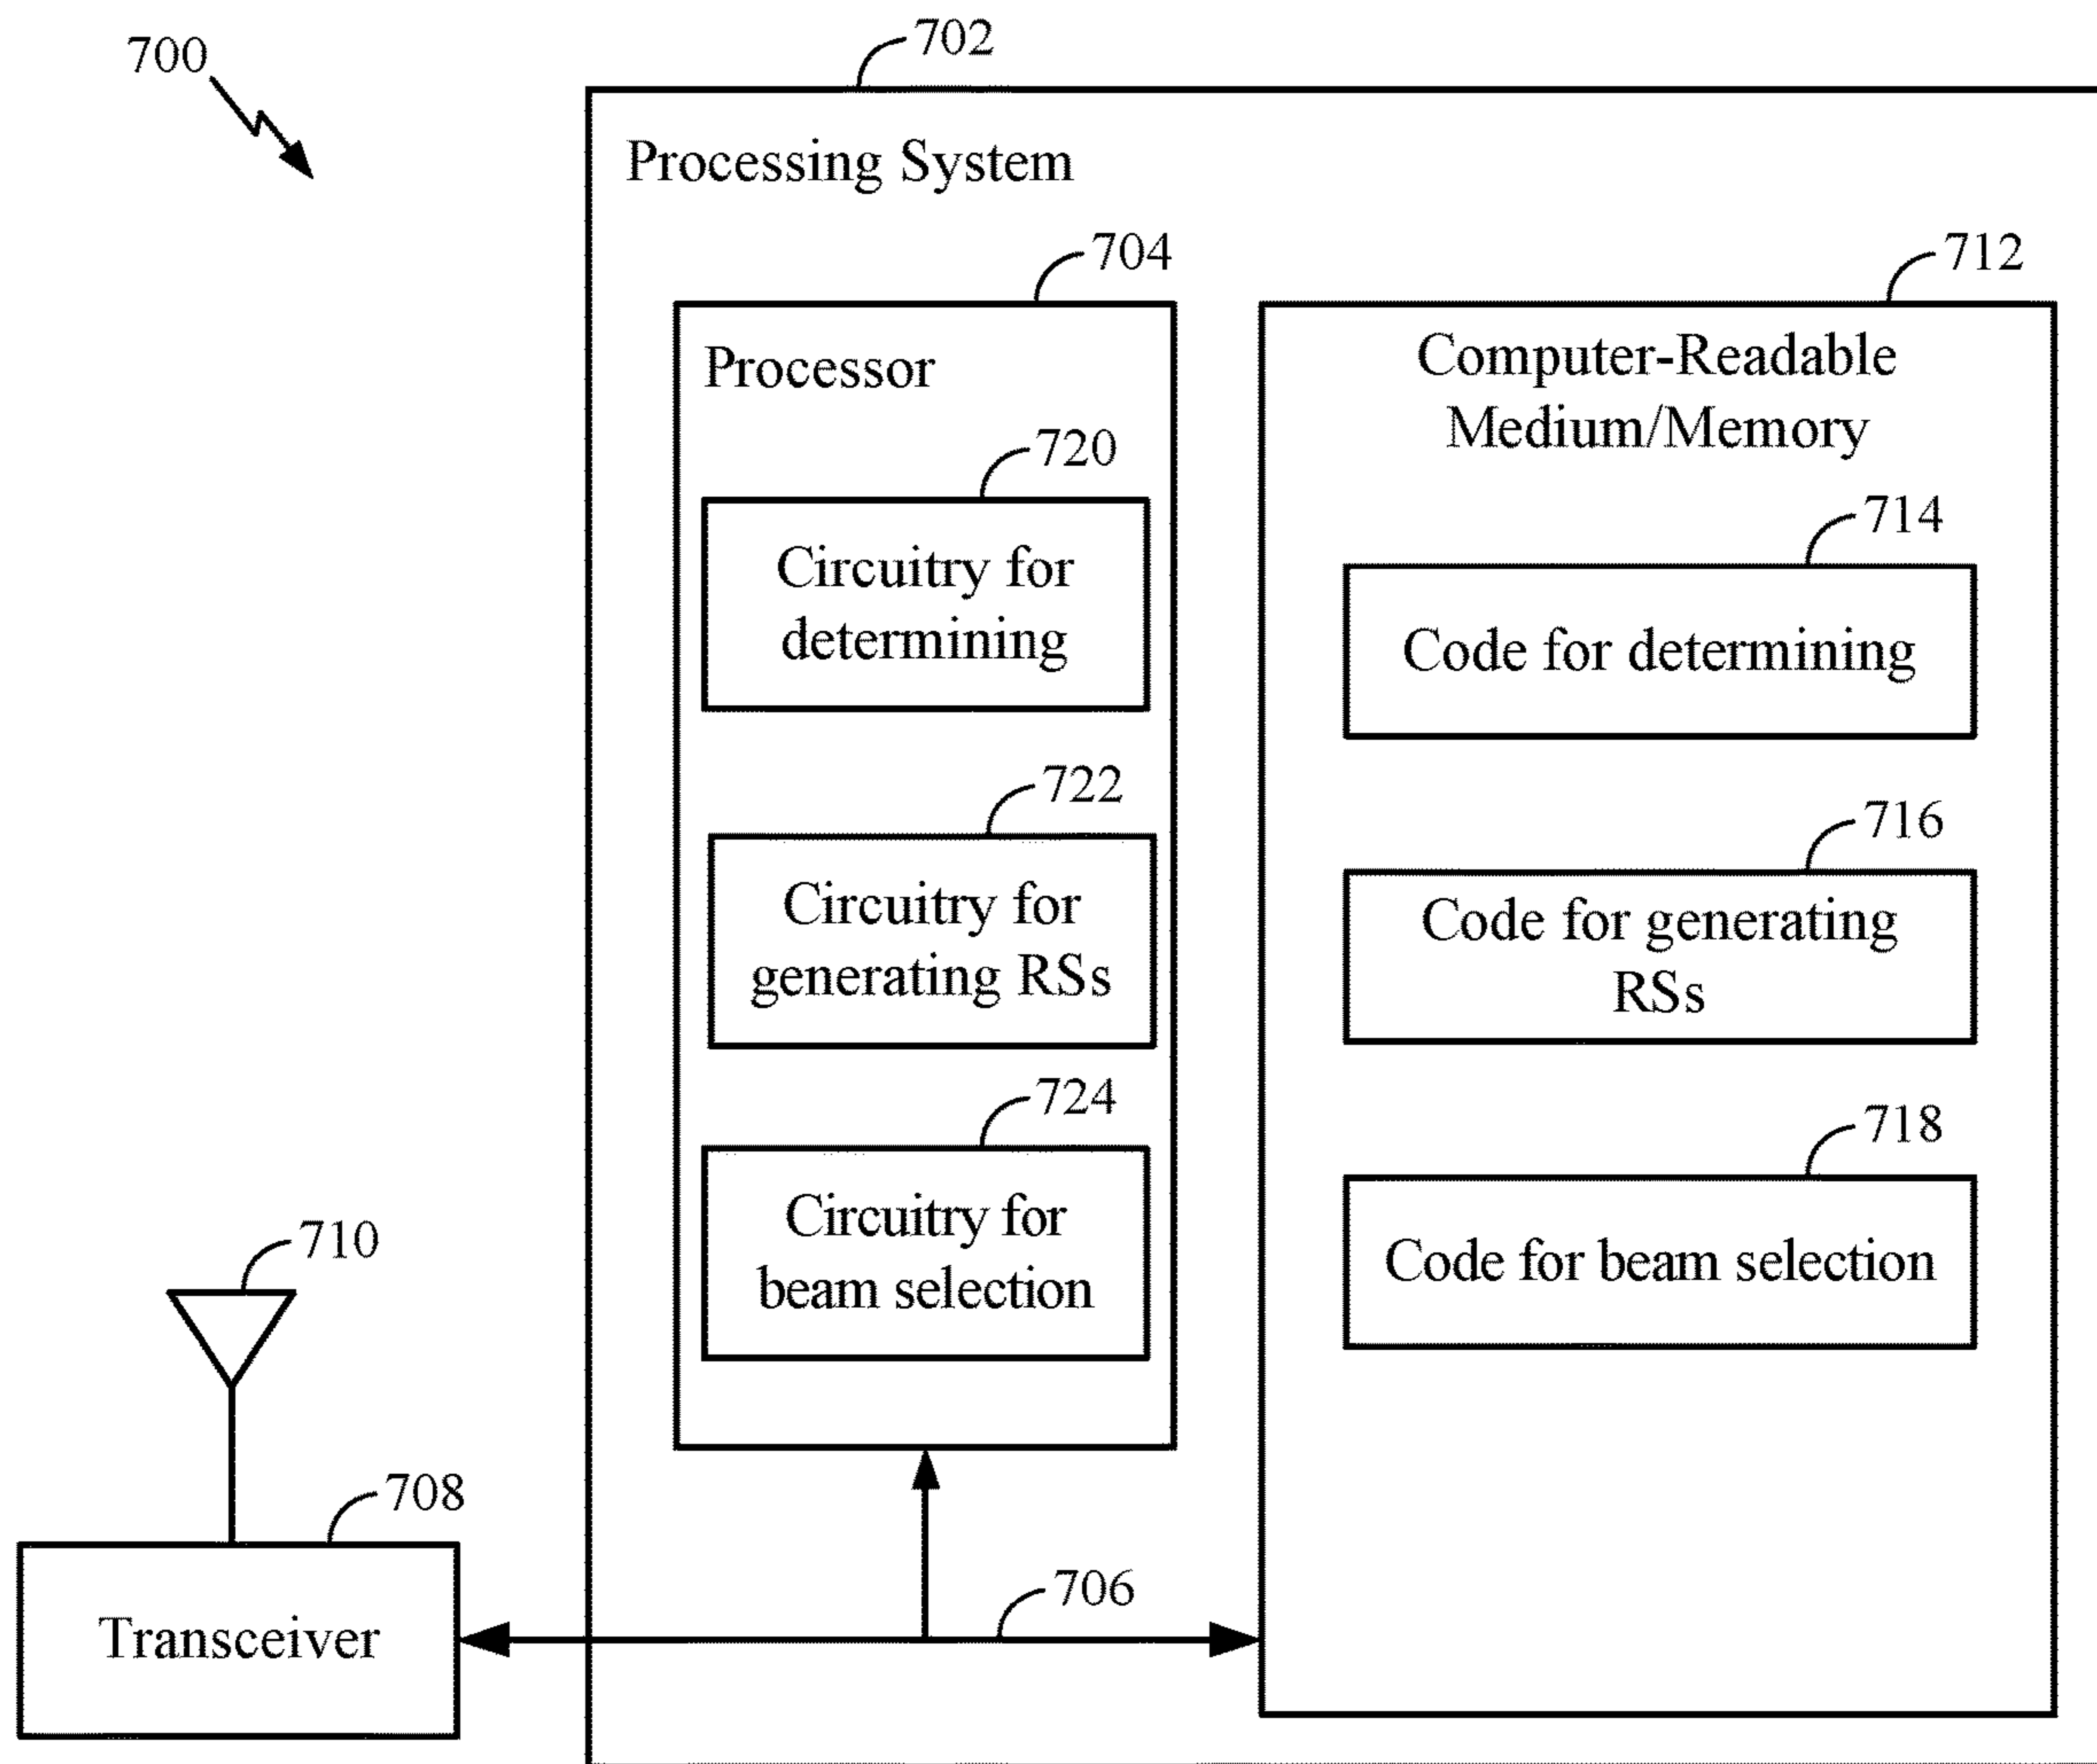 700
702
Processing System
704
712
Processor
Computer-Readable
Medium/Memory
720
Circuitry for
determining
714
Code for determining
722
Circuitry for
generating RSs
716
Code for generating
RSs
724
Circuitry for
beam selection
718
Code for beam selection
710
708
Transceiver
706